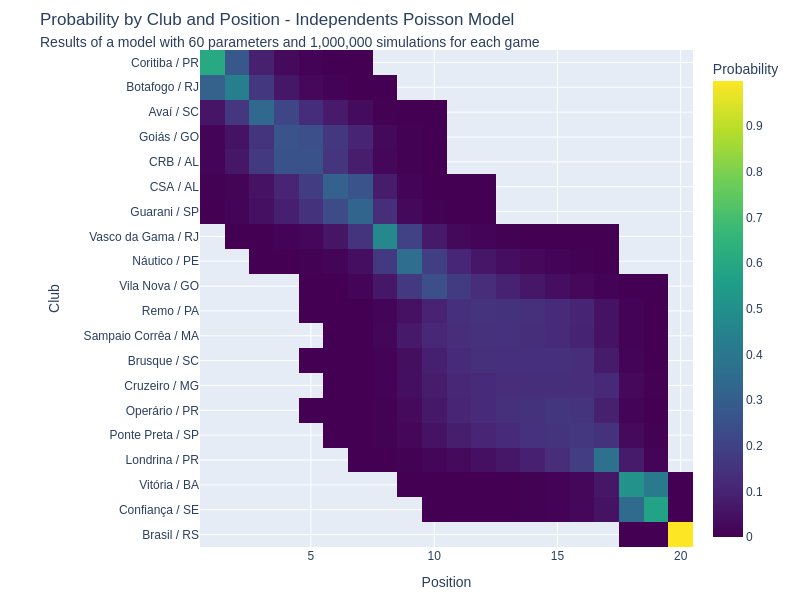 Probability by Club and Position - Independents Poisson Model
Results of a model with 60 parameters and 1,000,000 simulations for each game
Probability
Coritiba / PR
Botafogo / RJ
Avaí / SC
Goiás / GO
CRB / AL
CSA / AL
Guarani / SP
Vasco da Gama / RJ
Náutico / PE
Vila Nova / GO
Remo / PA
Sampaio Corrêa / MA
Brusque / SC
Cruzeiro / MG
Operário / PR
Ponte Preta / SP
Londrina / PR
Vitória / BA
Confiança / SE
Brasil / RS
Club
5
10
15
20
Position
0.9
0.8
0.7
0.6
0.5
0.4
0.3
0.2
0.1
0